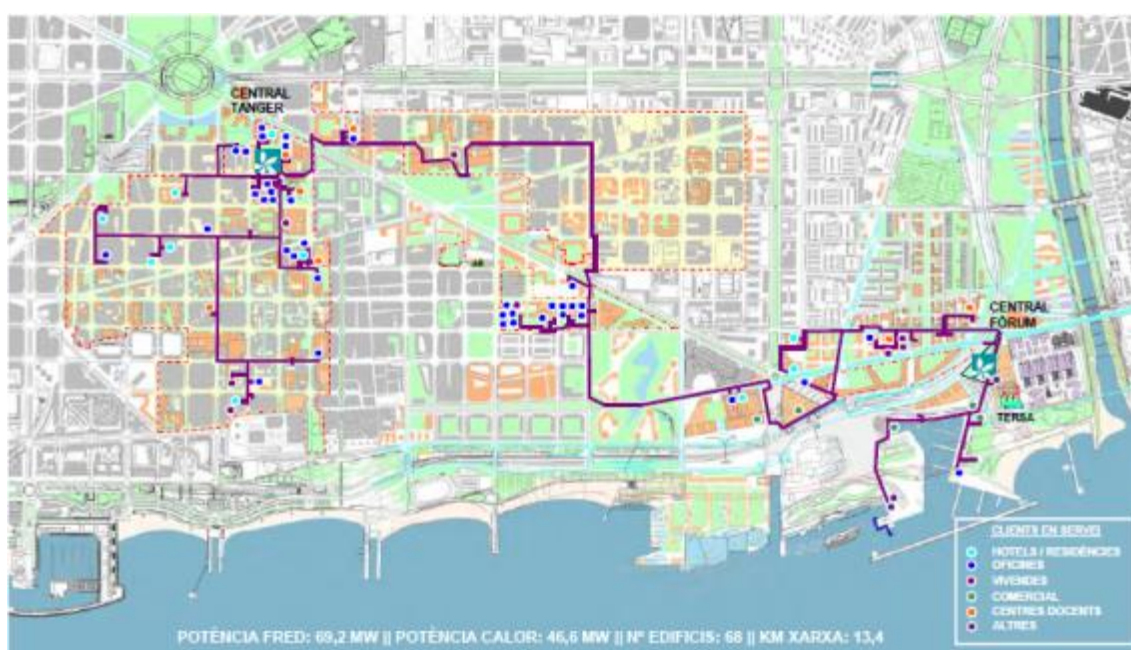 CENTRAL
TANGER
CENTRAL
FÒRUM
TERSA
CLIENTS EN SERVEI
HOTELS / RESIDÈNCIES
OFICINES
VIVENDES
COMERCIAL
CENTRES DOCENTS
ALTRES
POTÈNCIA FRED: 69,2 MW || POTÈNCIA CALOR: 46,6 MW || Nº EDIFICIS: 68 || KM XARXA: 13,4